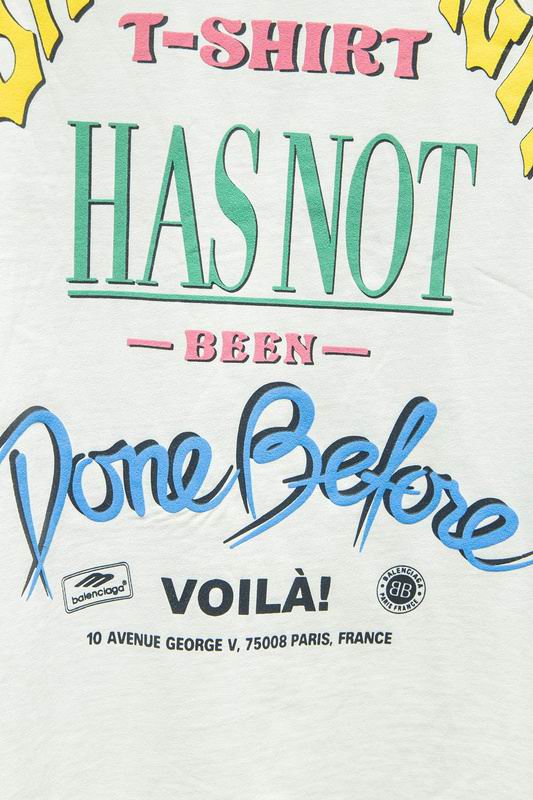 T-SHIRT
HAS NOT
BEEN
Done Before
balenciaga®
VOILÀ!
BALENCIAGA
BB
PARIS FRANCE
10 AVENUE GEORGE V, 75008 PARIS, FRANCE